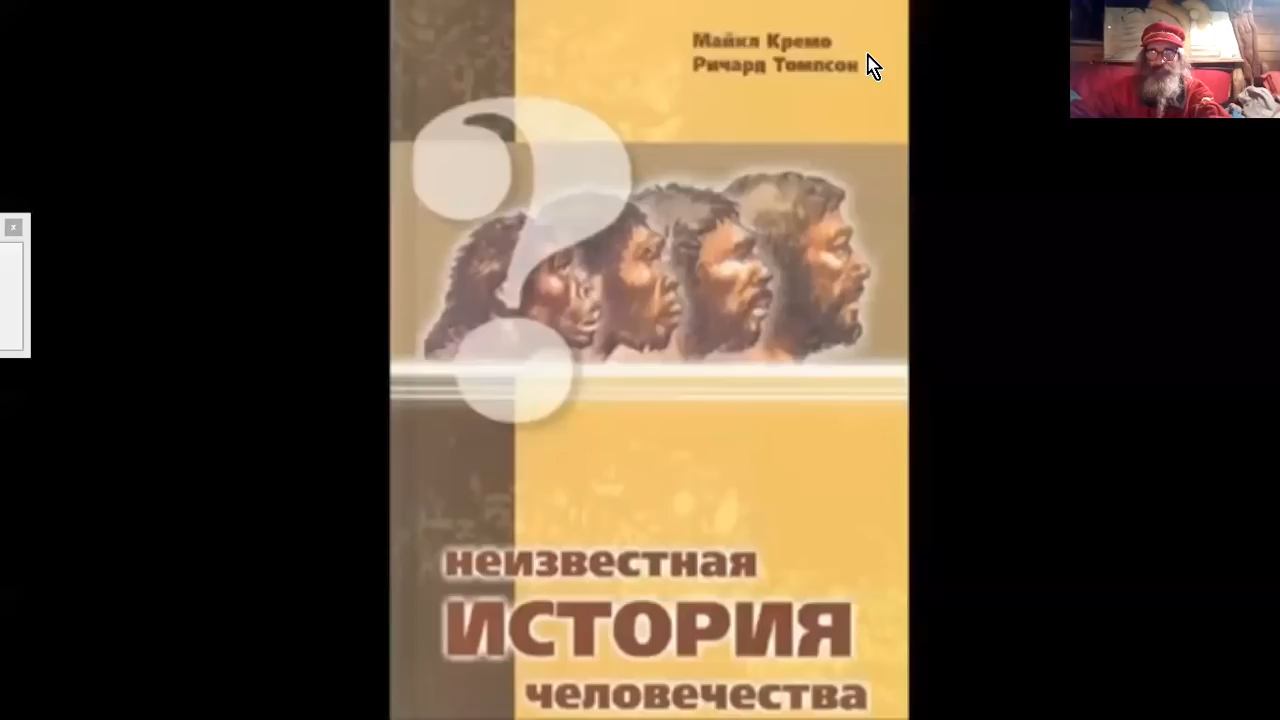 Майкл Кремо
Ричард Томпсон
неизвестная
ИСТОРИЯ
человечества